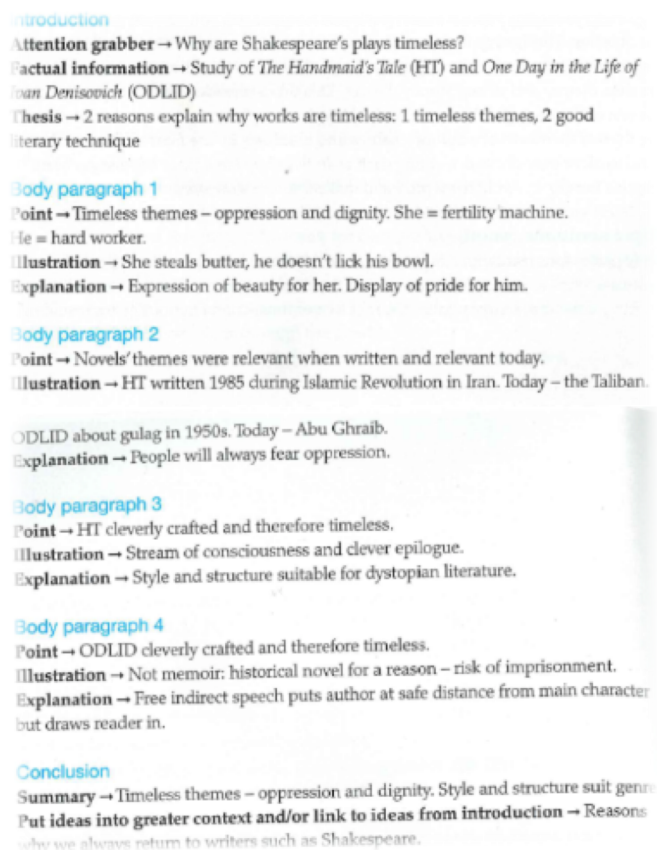 Introduction
Attention grabber → Why are Shakespeare's plays timeless?
Factual information → Study of The Handmaid's Tale (HT) and One Day in the Life of
Ivan Denisovich (ODLID)
Thesis → 2 reasons explain why works are timeless: 1 timeless themes, 2 good
literary technique
Body paragraph 1
Point → Timeless themes – oppression and dignity. She = fertility machine.
He = hard worker.
Illustration → She steals butter, he doesn't lick his bowl.
Explanation → Expression of beauty for her. Display of pride for him.
Body paragraph 2
Point → Novels' themes were relevant when written and relevant today.
Illustration → HT written 1985 during Islamic Revolution in Iran. Today – the Taliban.
ODLID about gulag in 1950s. Today – Abu Ghraib.
Explanation → People will always fear oppression.
Body paragraph 3
Point → HT cleverly crafted and therefore timeless.
Illustration → Stream of consciousness and clever epilogue.
Explanation → Style and structure suitable for dystopian literature.
Body paragraph 4
Point → ODLID cleverly crafted and therefore timeless.
Illustration → Not memoir: historical novel for a reason – risk of imprisonment.
Explanation → Free indirect speech puts author at safe distance from main character
but draws reader in.
Conclusion
Summary → Timeless themes – oppression and dignity. Style and structure suit genre
Put ideas into greater context and/or link to ideas from introduction → Reasons
why we always return to writers such as Shakespeare.